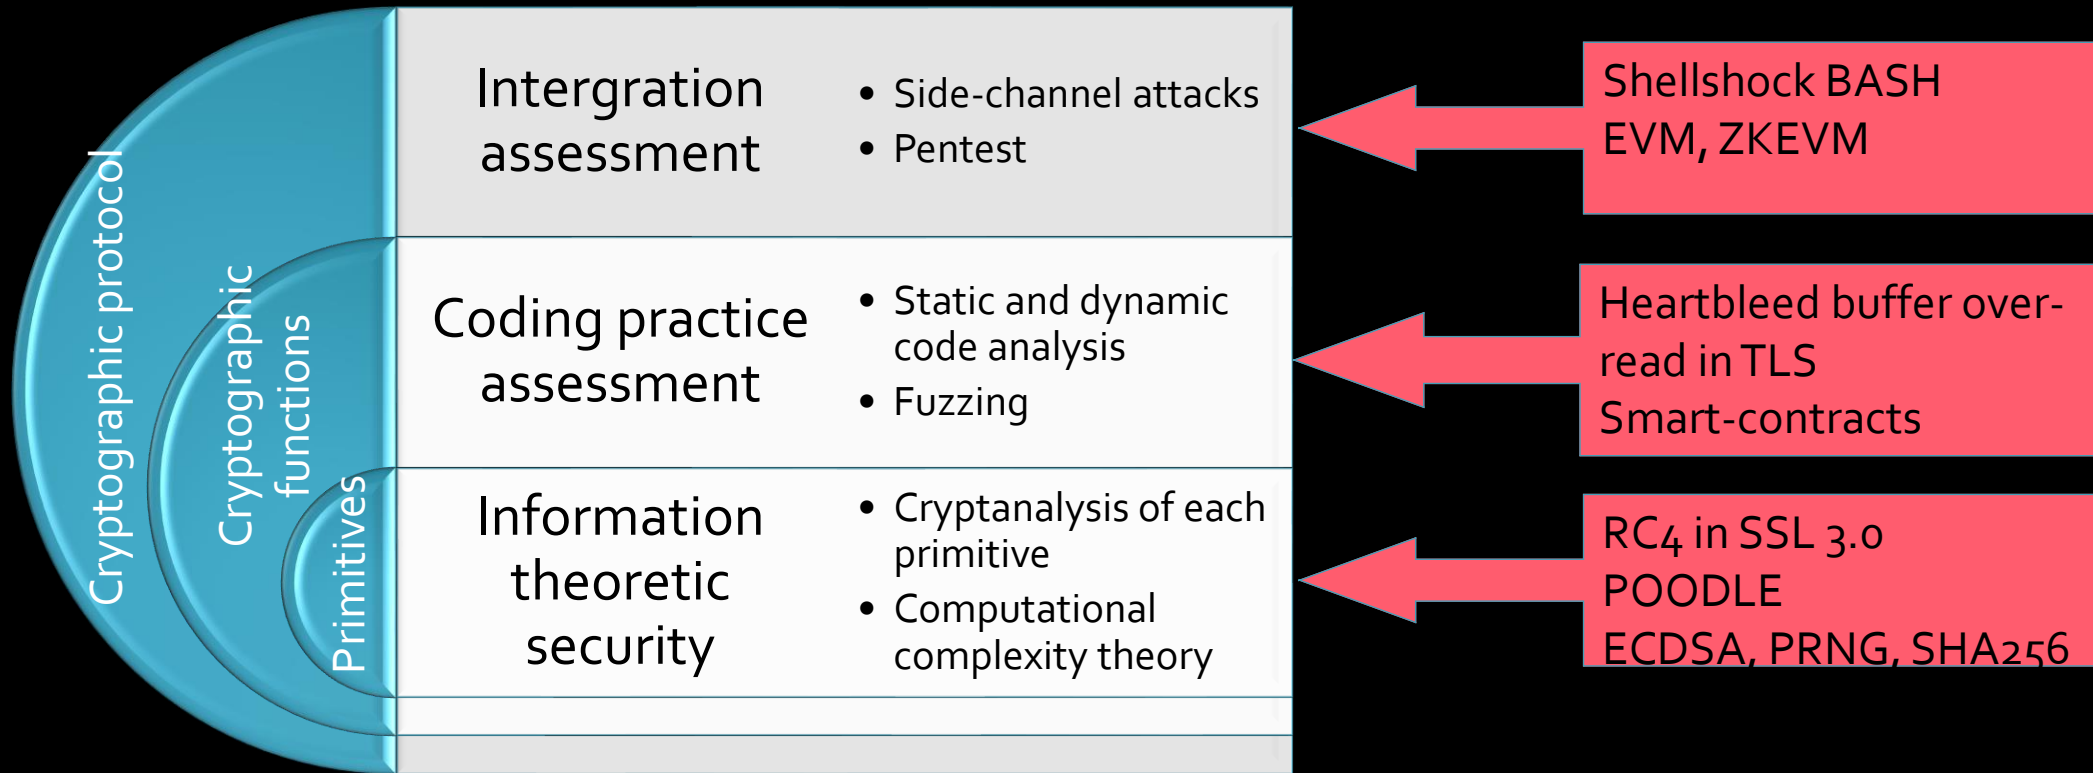 Cryptographic protocol
Cryptographic
functions
Primitives
Intergration
assessment
• Side-channel attacks
• Pentest
Shellshock BASH
EVM, ZKEVM
Coding practice
assessment
• Static and dynamic
code analysis
• Fuzzing
Heartbleed buffer over-
read in TLS
Smart-contracts
Information
theoretic
security
• Cryptanalysis of each
primitive
• Computational
complexity theory
RC4 in SSL 3.0
POODLE
ECDSA, PRNG, SHA256